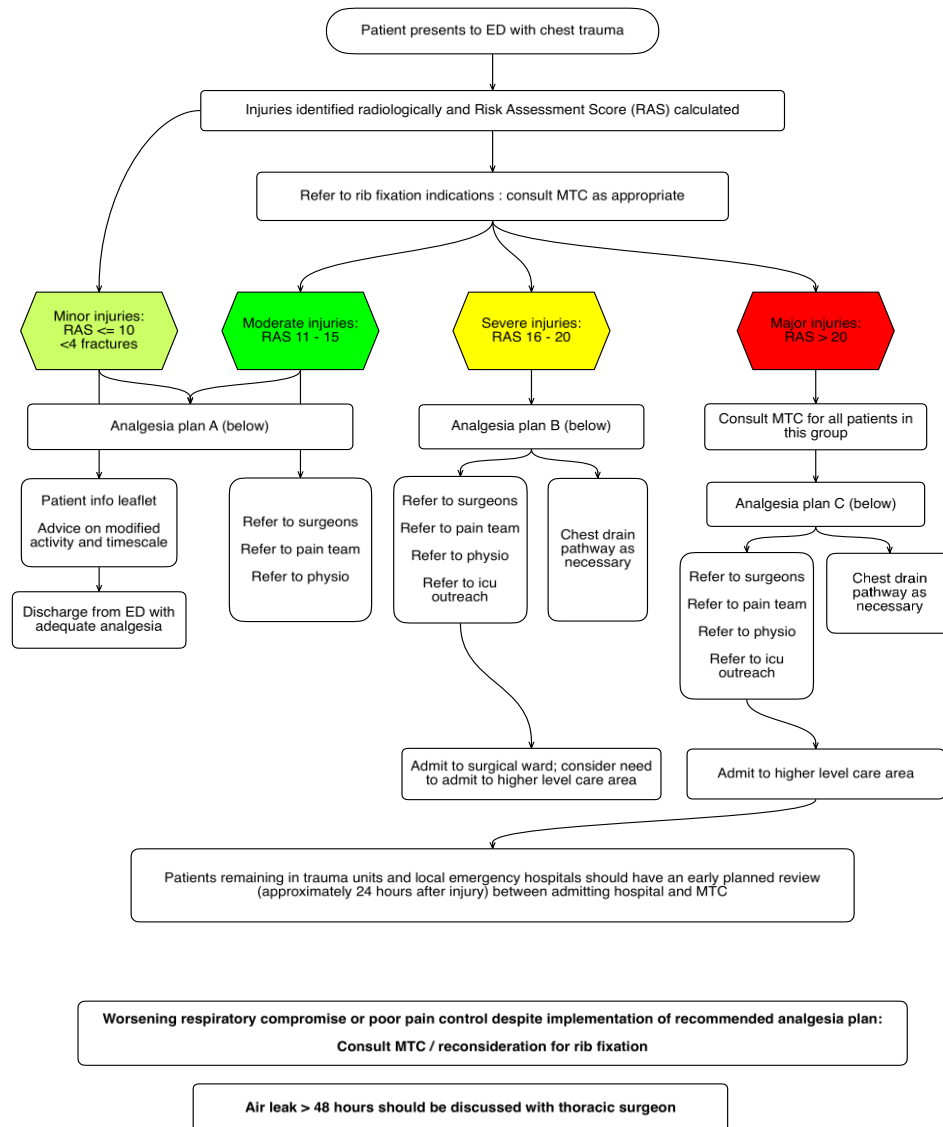 Patient presents to ED with chest trauma
Injuries identified radiologically and Risk Assessment Score (RAS) calculated
Refer to rib fixation indications : consult MTC as appropriate
Minor injuries:
RAS <= 10
<4 fractures
Moderate injuries:
RAS 11 - 15
Severe injuries:
RAS 16 - 20
Major injuries:
RAS > 20
Analgesia plan A (below)
Analgesia plan B (below)
Consult MTC for all patients in
this group
Patient info leaflet
Advice on modified
activity and timescale
Refer to surgeons
Refer to pain team
Refer to physio
Refer to surgeons
Refer to pain team
Refer to physio
Refer to icu
outreach
Chest drain
pathway as
necessary
Analgesia plan C (below)
Discharge from ED with
adequate analgesia
Refer to surgeons
Refer to pain team
Refer to physio
Refer to icu
outreach
Chest drain
pathway as
necessary
Admit to surgical ward; consider need
to admit to higher level care area
Admit to higher level care area
Patients remaining in trauma units and local emergency hospitals should have an early planned review
(approximately 24 hours after injury) between admitting hospital and MTC
Worsening respiratory compromise or poor pain control despite implementation of recommended analgesia plan:
Consult MTC / reconsideration for rib fixation
Air leak > 48 hours should be discussed with thoracic surgeon